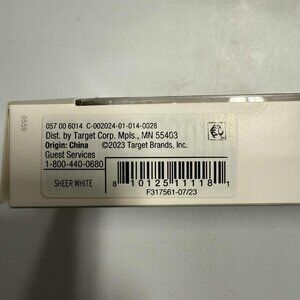 0559
057 00 6014 C-002024-01-014-0028
Dist. by Target Corp. Mpls., MN 55403
Origin: China ©2023 Target Brands, Inc.
Guest Services
1-800-440-0680
SHEER WHITE
8 10125 11118 1
F317561-07/23